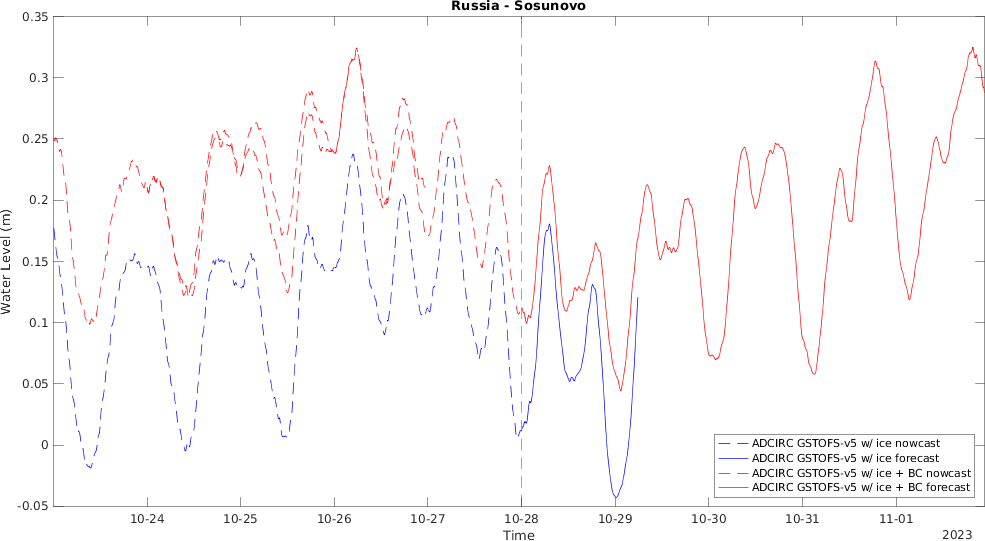 Russia - Sosunovo
0.35
0.3
0.25
0.2
0.15
0.1
0.05
0
-0.05
Water Level (m)
10-24
10-25
10-26
10-27
10-28
10-29
10-30
10-31
11-01
Time
2023
ADCIRC GSTOFS-v5 w/ ice nowcast
ADCIRC GSTOFS-v5 w/ ice forecast
ADCIRC GSTOFS-v5 w/ ice + BC nowcast
ADCIRC GSTOFS-v5 w/ ice + BC forecast